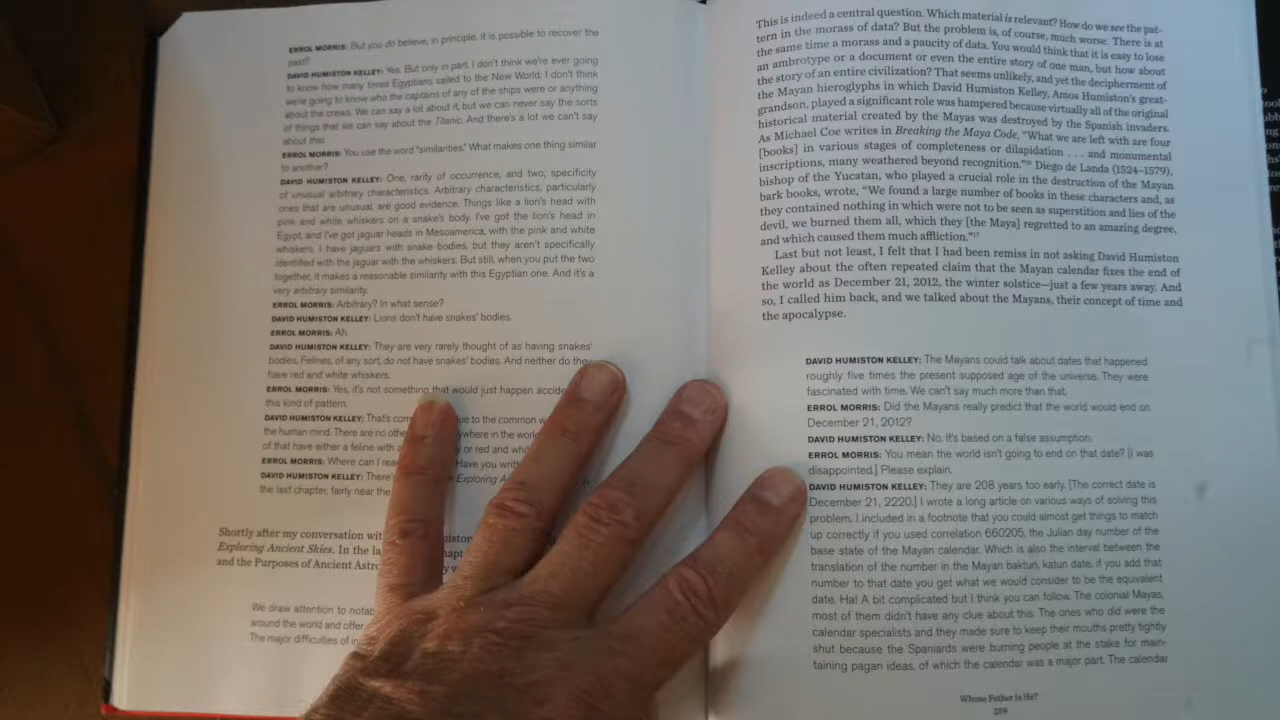 ERROL MORRIS: But you do believe, in principle, it is possible to recover the
past?
DAVID HUMISTON KELLEY: Yes. But only in part. I don't think we're ever going
to know how many times Egyptians sailed to the New World. I don't think
we're going to know who the captains of any of the ships were or anything
about the crews. We can say a lot about it, but we can never say the sorts
of things that we can say about the Titanic. And there's a lot we can't say
about that.
ERROL MORRIS: You use the word "similarities." What makes one thing similar
to another?
DAVID HUMISTON KELLEY: One, rarity of occurrence, and two, specificity
of unusual arbitrary characteristics. Arbitrary characteristics, particularly
ones that are unusual, are good evidence. Things like a lion's head with
pink and white whiskers on a snake's body. I've got the lion's head in
Egypt, and I've got jaguar heads in Mesoamerica, with the pink and white
whiskers. I have jaguars with snake bodies, but they aren't specifically
identified with the jaguar with the whiskers. But still, when you put the two
together, it makes a reasonable similarity with this Egyptian one. And it's a
very arbitrary similarity.
ERROL MORRIS: Arbitrary? In what sense?
DAVID HUMISTON KELLEY: Lions don't have snakes' bodies.
ERROL MORRIS: Ah.
DAVID HUMISTON KELLEY: They are very rarely thought of as having snakes'
bodies. Felines, of any sort, do not have snakes' bodies. And neither do they
have red and white whiskers.
ERROL MORRIS: Yes, it's not something that would just happen
this kind of pattern.
DAVID HUMISTON KELLEY: That's ue to the common
the human mind. There are no ywhere in the
of that have either a feline with y or red and
ERROL MORRIS: Where can I Have you
DAVID HUMISTON KELLEY: There's Exploring
the last chapter, fairly near the
Shortly after my conversation
Exploring Ancient Skies. In the
and the Purposes of Ancient
We draw attention to
around the world and offer
The major difficulties of
This is indeed a central question. Which material is relevant? How do we see the pat-
tern in the morass of data? But the problem is, of course, much worse. There is at
the same time a morass and a paucity of data. You would think that it is easy to lose
an ambrotype or a document or even the entire story of one man, but how about
the story of an entire civilization? That seems unlikely, and yet the decipherment of
the Mayan hieroglyphs in which David Humiston Kelley, Amos Humiston's great-
grandson, played a significant role was hampered because virtually all of the original
historical material created by the Mayas was destroyed by the Spanish invaders.
As Michael Coe writes in Breaking the Maya Code, "What we are left with are four
[books] in various stages of completeness or dilapidation . . . and monumental
inscriptions, many weathered beyond recognition." Diego de Landa (1524–1579),
bishop of the Yucatan, who played a crucial role in the destruction of the Mayan
bark books, wrote, "We found a large number of books in these characters and, as
they contained nothing in which were not to be seen as superstition and lies of the
devil, we burned them all, which they [the Maya] regretted to an amazing degree,
and which caused them much affliction."
Last but not least, I felt that I had been remiss in not asking David Humiston
Kelley about the often repeated claim that the Mayan calendar fixes the end of
the world as December 21, 2012, the winter solstice—just a few years away. And
so, I called him back, and we talked about the Mayans, their concept of time and
the apocalypse.
DAVID HUMISTON KELLEY: The Mayans could talk about dates that happened
roughly five times the present supposed age of the universe. They were
fascinated with time. We can't say much more than that.
ERROL MORRIS: Did the Mayans really predict that the world would end on
December 21, 2012?
DAVID HUMISTON KELLEY: No. It's based on a false assumption.
ERROL MORRIS: You mean the world isn't going to end on that date? [I was
disappointed.] Please explain.
DAVID HUMISTON KELLEY: They are 208 years too early. [The correct date is
December 21, 2220.] I wrote a long article on various ways of solving this
problem. I included in a footnote that you could almost get things to match
up correctly if you used correlation 660205, the Julian day number of the
base state of the Mayan calendar. Which is also the interval between the
translation of the number in the Mayan baktun, katun date. if you add that
number to that date you get what we would consider to be the equivalent
date. Ha! A bit complicated but I think you can follow. The colonial Mayas,
most of them didn't have any clue about this. The ones who did were the
calendar specialists and they made sure to keep their mouths pretty tightly
shut because the Spaniards were burning people at the stake for main-
taining pagan ideas, of which the calendar was a major part. The calendar
Whose Father Is He?
259